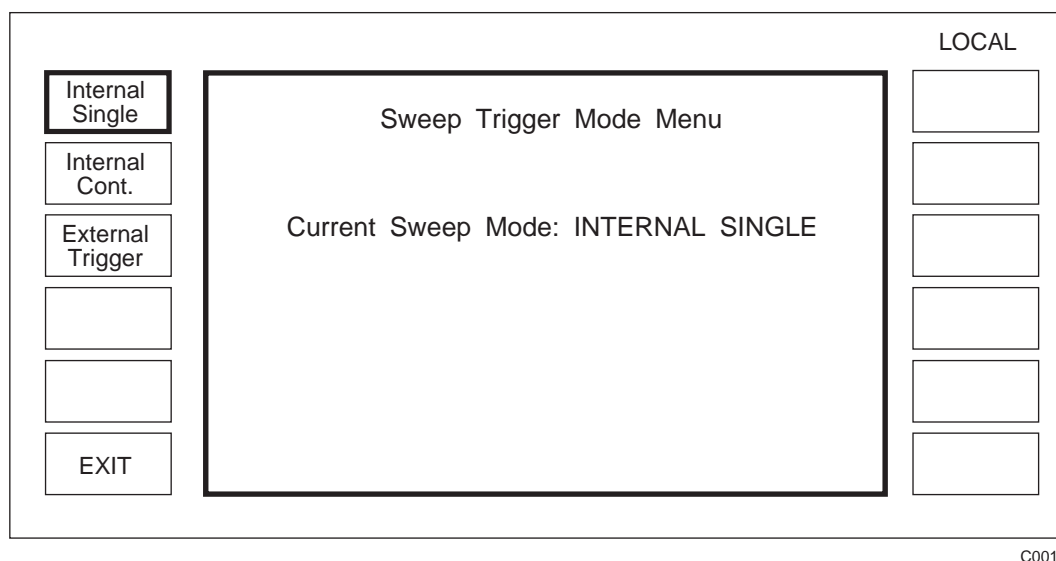 LOCAL
Internal
Single
Internal
Cont.
External
Trigger
EXIT
Sweep Trigger Mode Menu
Current Sweep Mode: INTERNAL SINGLE
C001